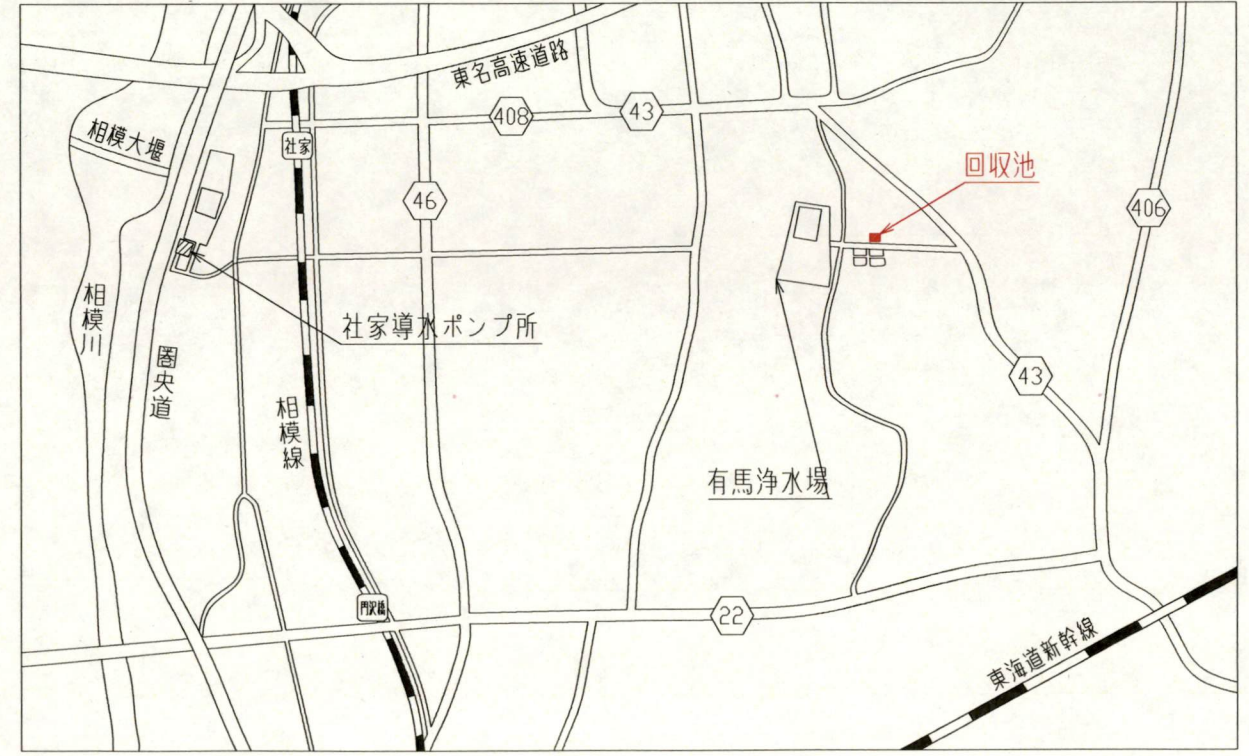 東名高速道路
相模大堰
408
43
社家
回収池
46
406
相模川
社家導水ポンプ所
圏央道
43
相模線
有馬浄水場
門沢橋
22
東海道新幹線